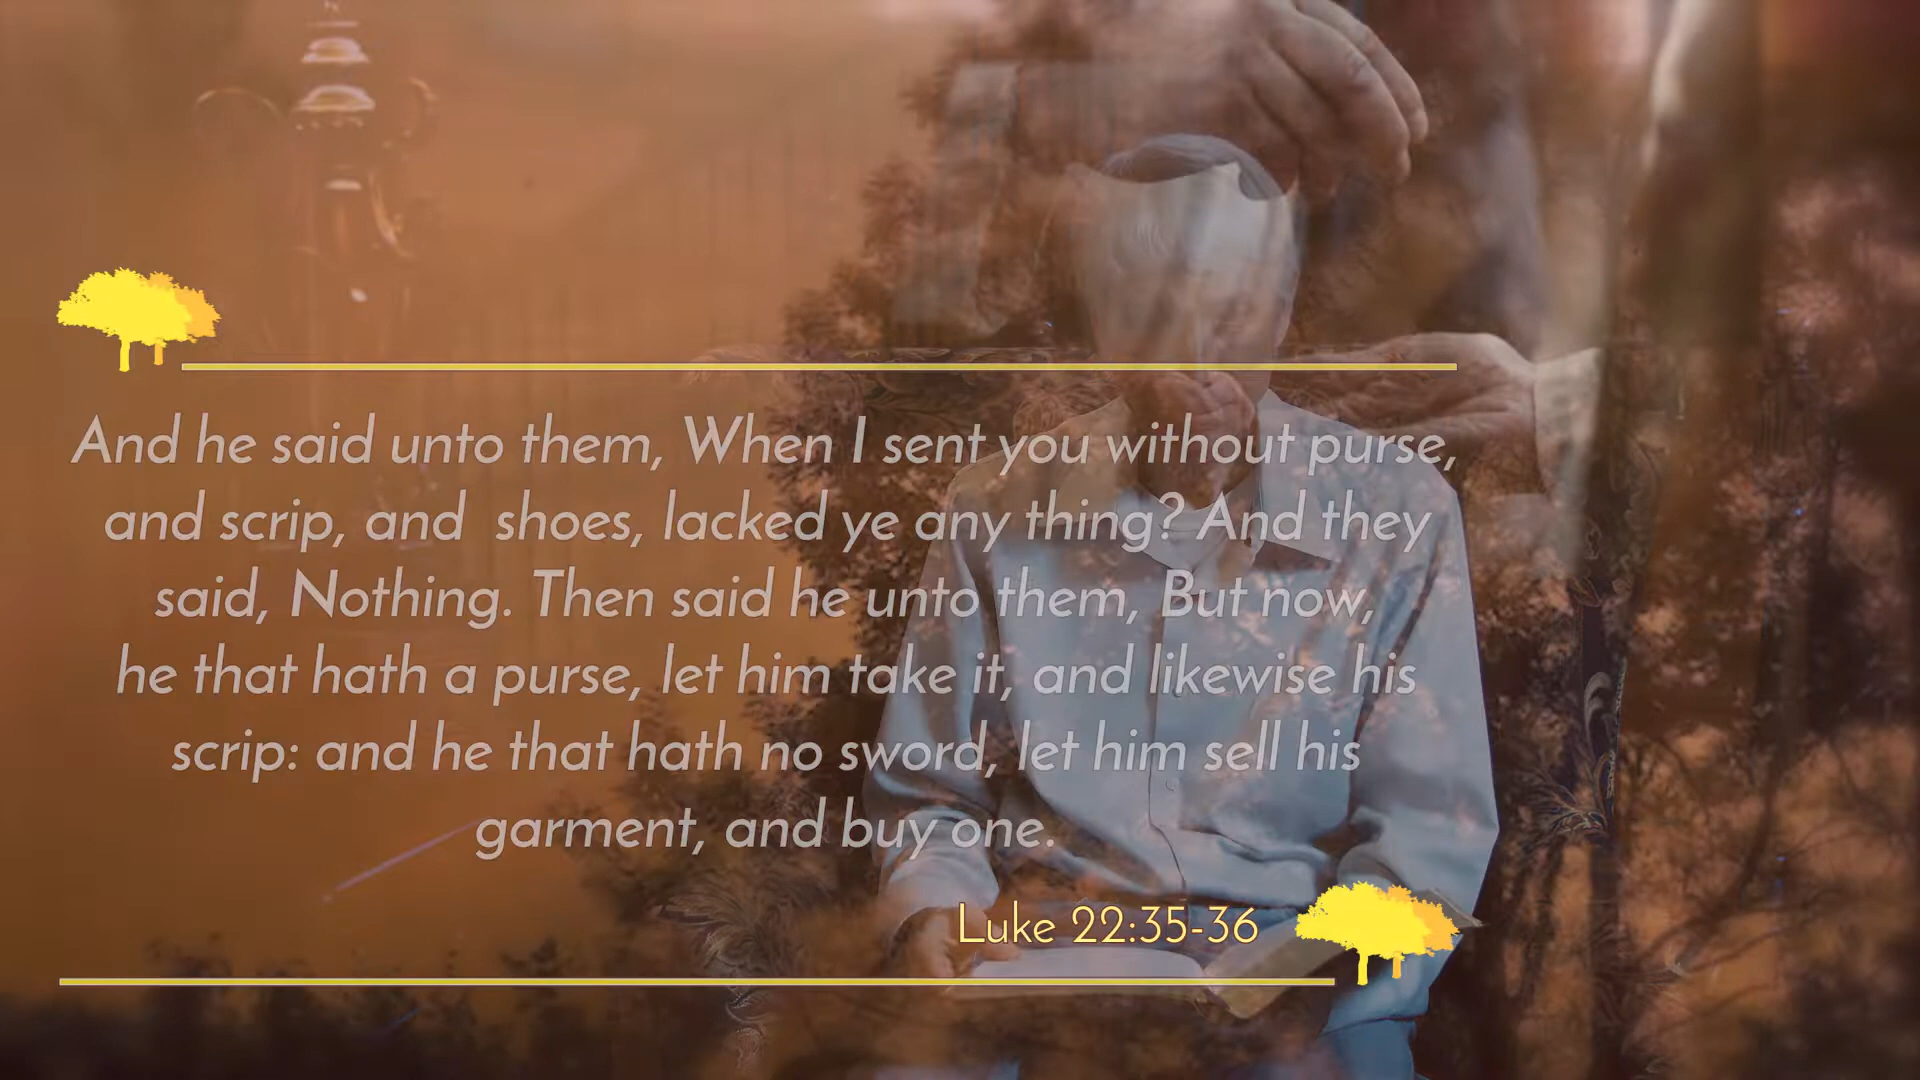 And he said unto them, When I sent you without purse,
and scrip, and  shoes, lacked ye any thing? And they
said, Nothing. Then said he unto them, But now,
he that hath a purse, let him take it, and likewise his
scrip: and he that hath no sword, let him sell his
garment, and buy one.
Luke 22:35-36